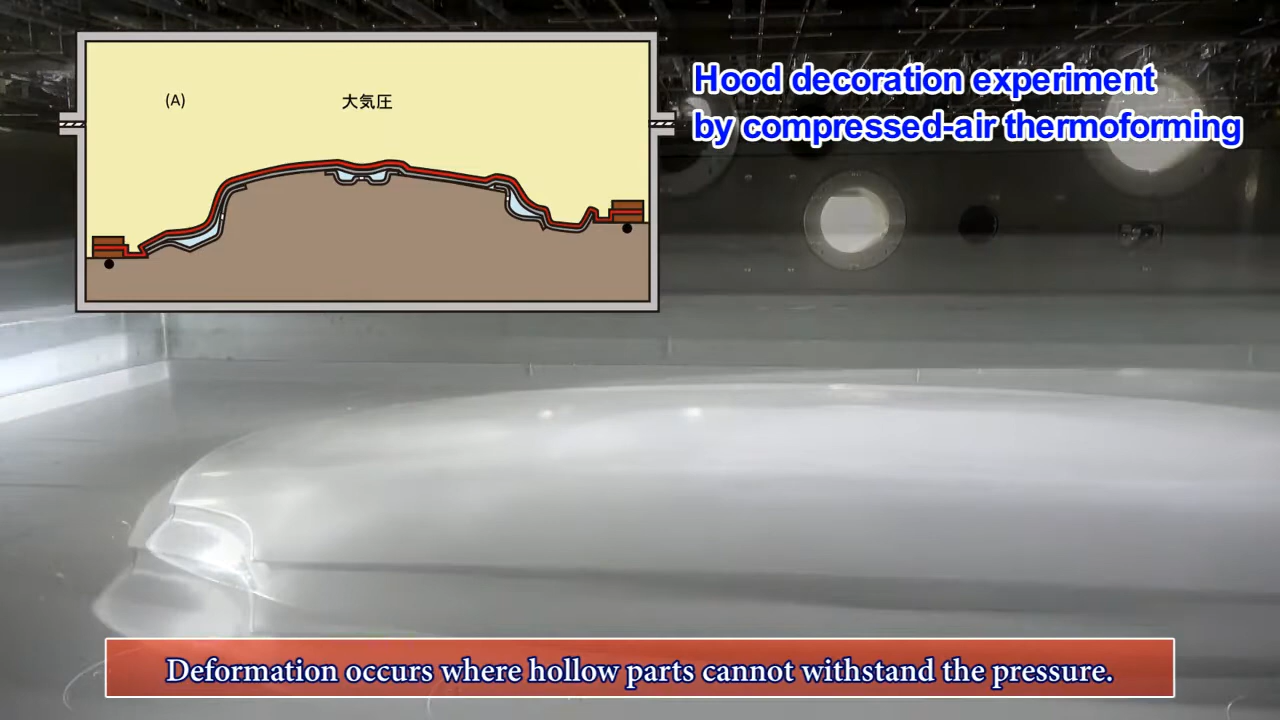 (A)
大気圧
Hood decoration experiment
by compressed-air thermoforming
Deformation occurs where hollow parts cannot withstand the pressure.